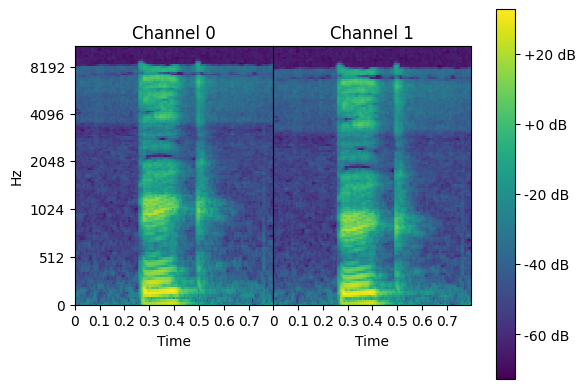 Channel 0 Channel 1
8192
4096
2048
1024
512
0
Hz
0 0.1 0.2 0.3 0.4 0.5 0.6 0.7
0 0.1 0.2 0.3 0.4 0.5 0.6 0.7
Time Time
+20 dB
+0 dB
-20 dB
-40 dB
-60 dB